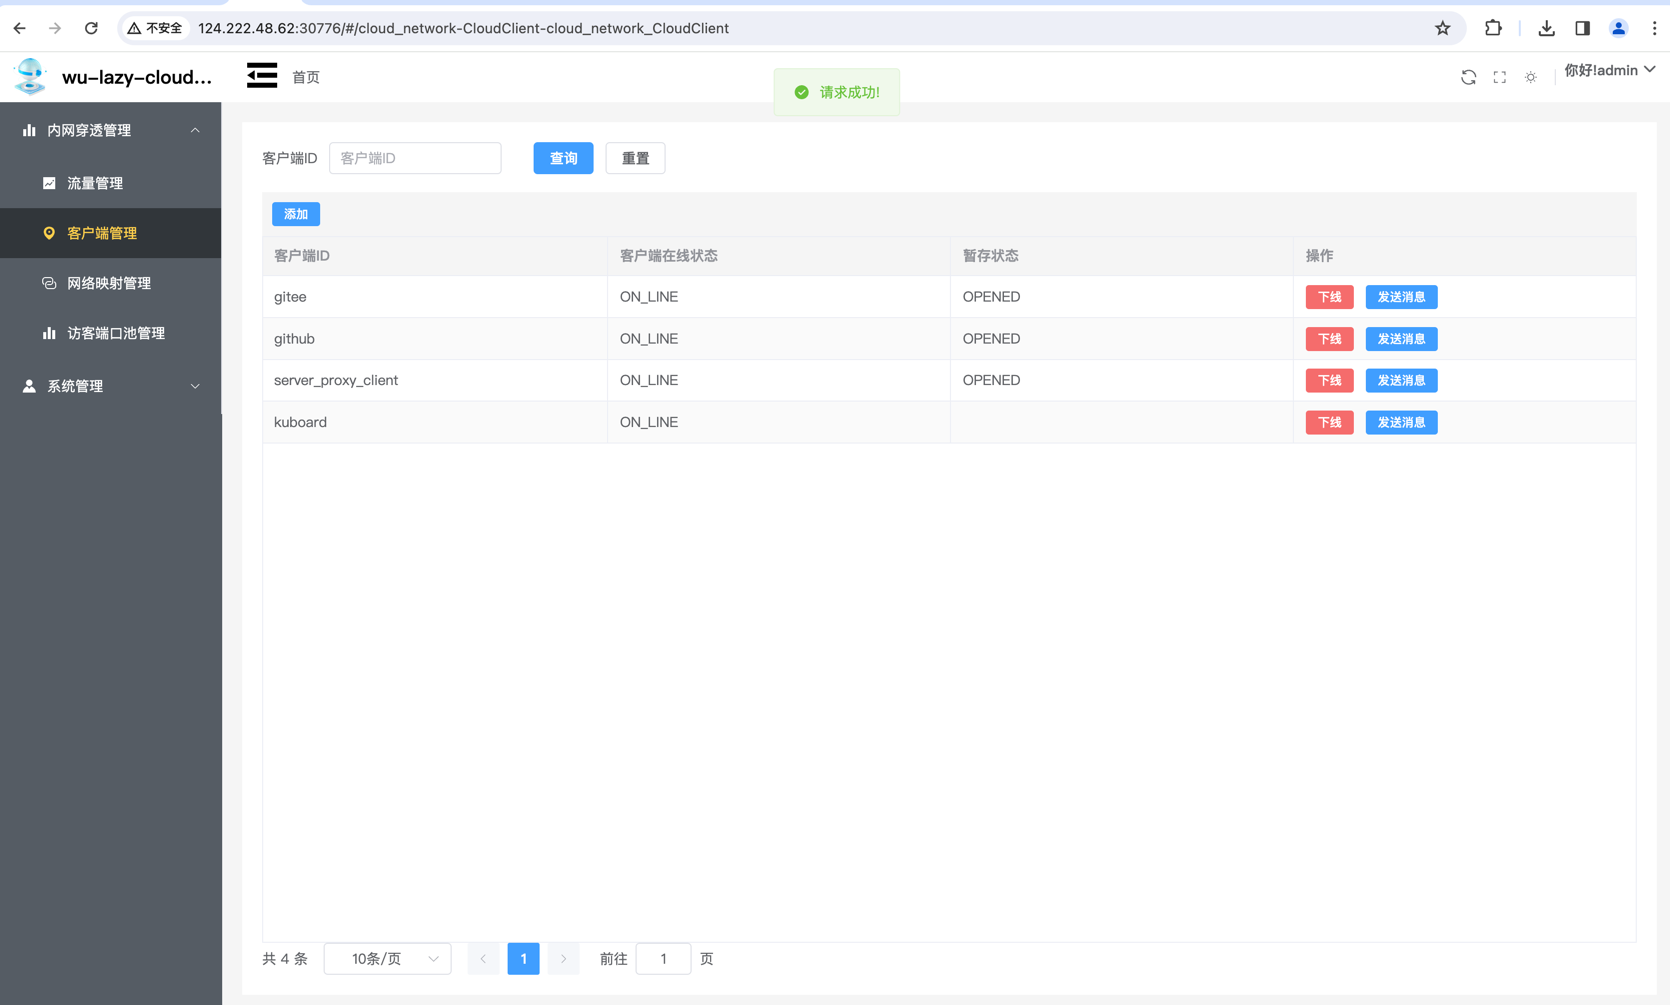 不安全
124.222.48.62:30776/#/cloud_network-CloudClient-cloud_network_CloudClient
wu-lazy-cloud...
首页
请求成功!
你好!admin
内网穿透管理
流量管理
客户端管理
网络映射管理
访客端口池管理
系统管理
客户端ID 客户端ID 查询 重置
添加
客户端ID 客户端在线状态 暂存状态 操作
gitee ON_LINE OPENED 下线 发送消息
github ON_LINE OPENED 下线 发送消息
server_proxy_client ON_LINE OPENED 下线 发送消息
kuboard ON_LINE 下线 发送消息
共 4 条 10条/页 1 前往 1 页